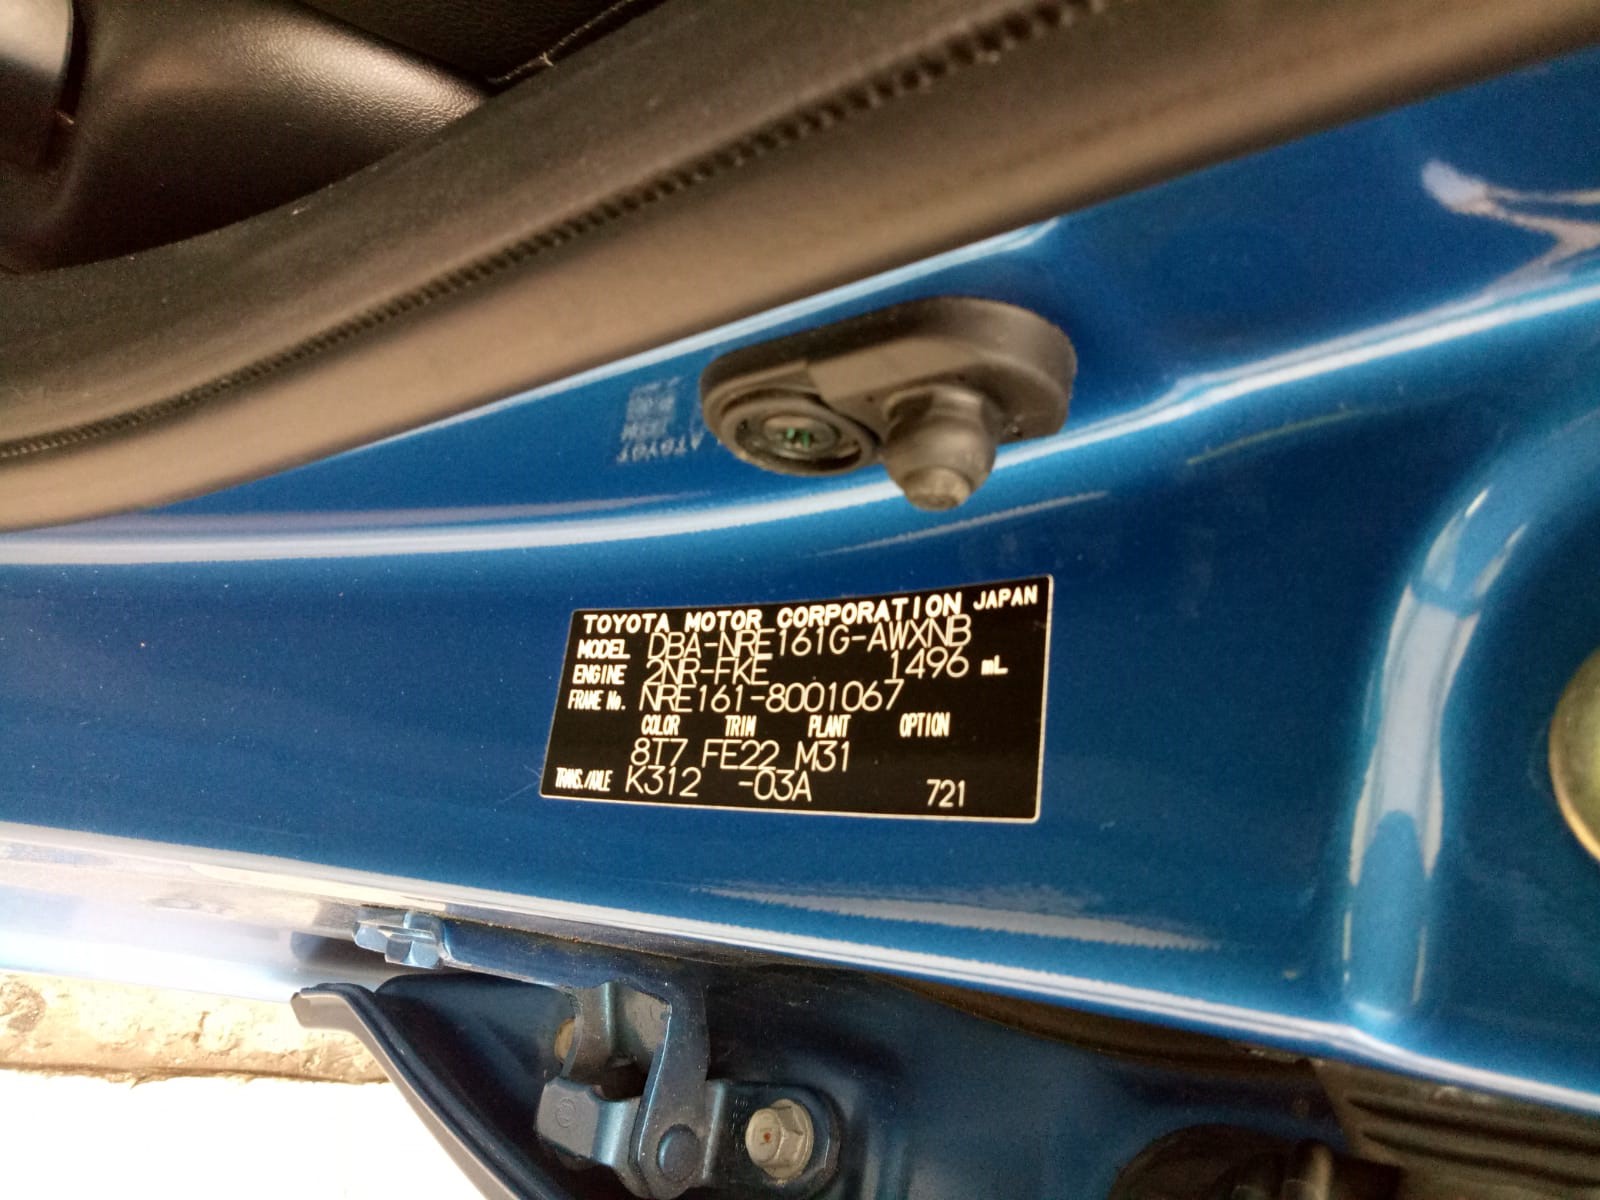 TOYOTA MOTOR CORPORATION JAPAN
MODEL DBA-NRE161G-AWXNB
ENGINE 2NR-FKE 1496 mL
FRAME No. NRE161-8001067
COLOR TRIM PLANT OPTION
8T7 FE22 M31
TRANS./AXLE K312 -03A 721